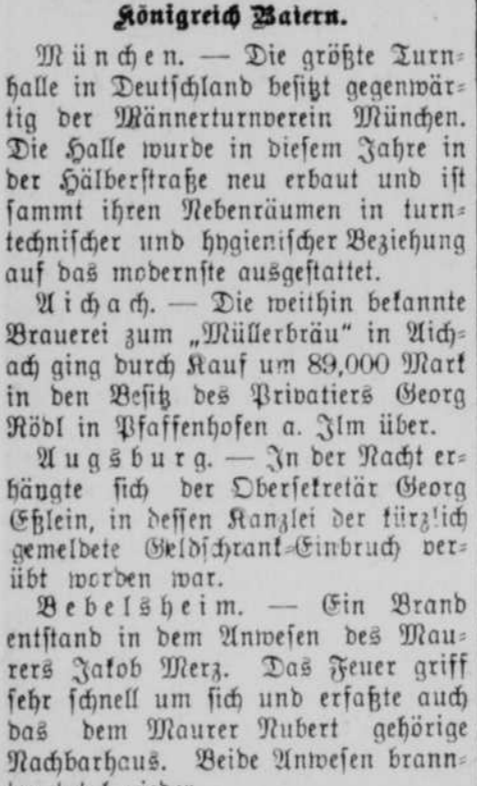 Königreich Baiern.
München. — Die größte Turn-
halle in Deutschland besitzt gegenwär-
tig der Männerturnverein München.
Die Halle wurde in diesem Jahre in
der Hälberstraße neu erbaut und ist
sammt ihren Nebenräumen in turn-
technischer und hygienischer Beziehung
auf das modernste ausgestattet.
Aichach. — Die weithin bekannte
Brauerei zum „Müllerbräu“ in Aich-
ach ging durch Kauf um 89,000 Mark
in den Besitz des Privatiers Georg
Rödl in Pfaffenhofen a. Ilm über.
Augsburg. — In der Nacht er-
hängte sich der Obersekretär Georg
Eßlein, in dessen Kanzlei der kürzlich
gemeldete Geldschrank-Einbruch ver-
übt worden war.
Bebelsheim. — Ein Brand
entstand in dem Anwesen des Mau-
rers Jakob Merz. Das Feuer griff
sehr schnell um sich und erfaßte auch
das dem Maurer Nubert gehörige
Nachbarhaus. Beide Anwesen brann-